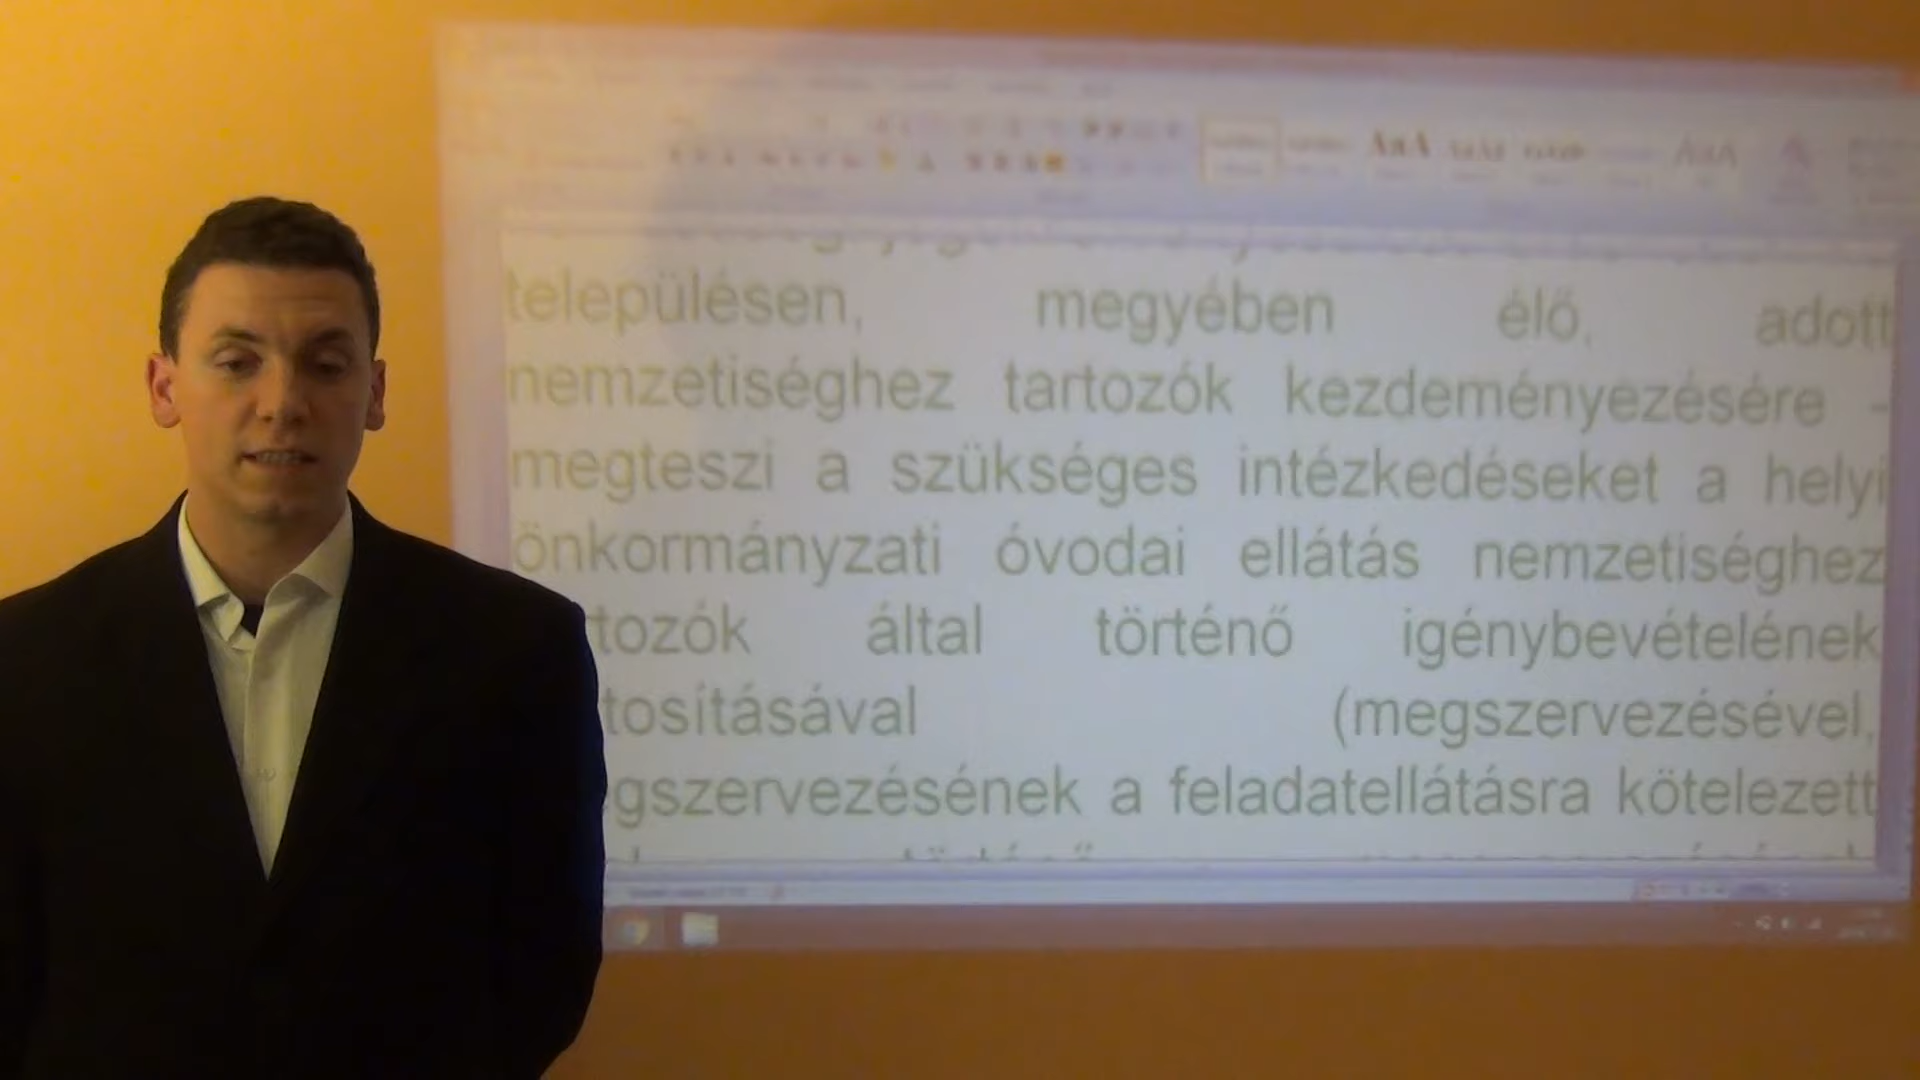 településen, megyében élő, adott
nemzetiséghez tartozók kezdeményezésére -
megteszi a szükséges intézkedéseket a helyi
önkormányzati óvodai ellátás nemzetiséghez
tozók által történő igénybevételének
tosításával (megszervezésével,
gszervezésének a feladatellátásra kötelezett